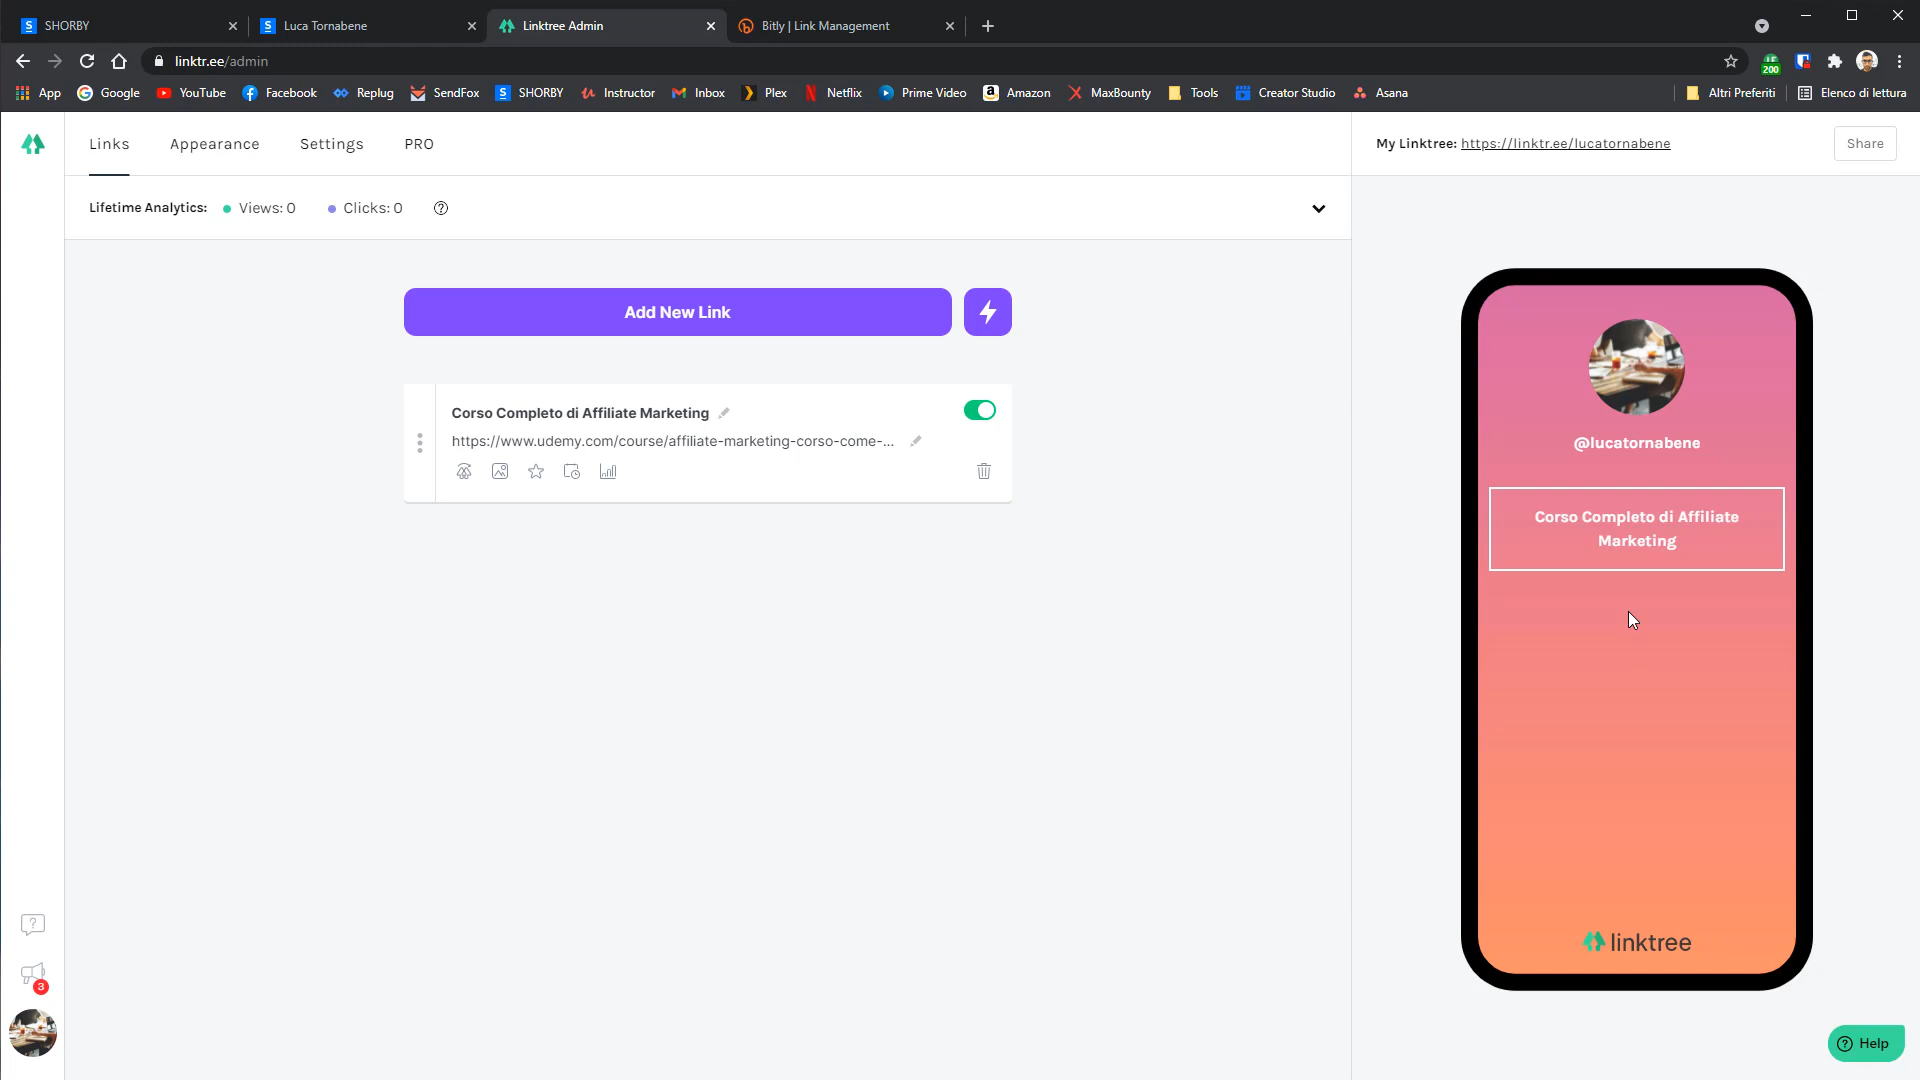 SHORBY
Luca Tornabene
Linktree Admin
Bitly | Link Management
linktr.ee/admin
200
App
Google
YouTube
Facebook
Replug
SendFox
SHORBY
Instructor
Inbox
Plex
Netflix
Prime Video
Amazon
MaxBounty
Tools
Creator Studio
Asana
Altri Preferiti
Elenco di lettura
Links
Appearance
Settings
PRO
My Linktree: https://linktr.ee/lucatornabene
Share
Lifetime Analytics:
Views: 0
Clicks: 0
Add New Link
Corso Completo di Affiliate Marketing
https://www.udemy.com/course/affiliate-marketing-corso-come-...
@lucatornabene
Corso Completo di Affiliate
Marketing
linktree
3
Help